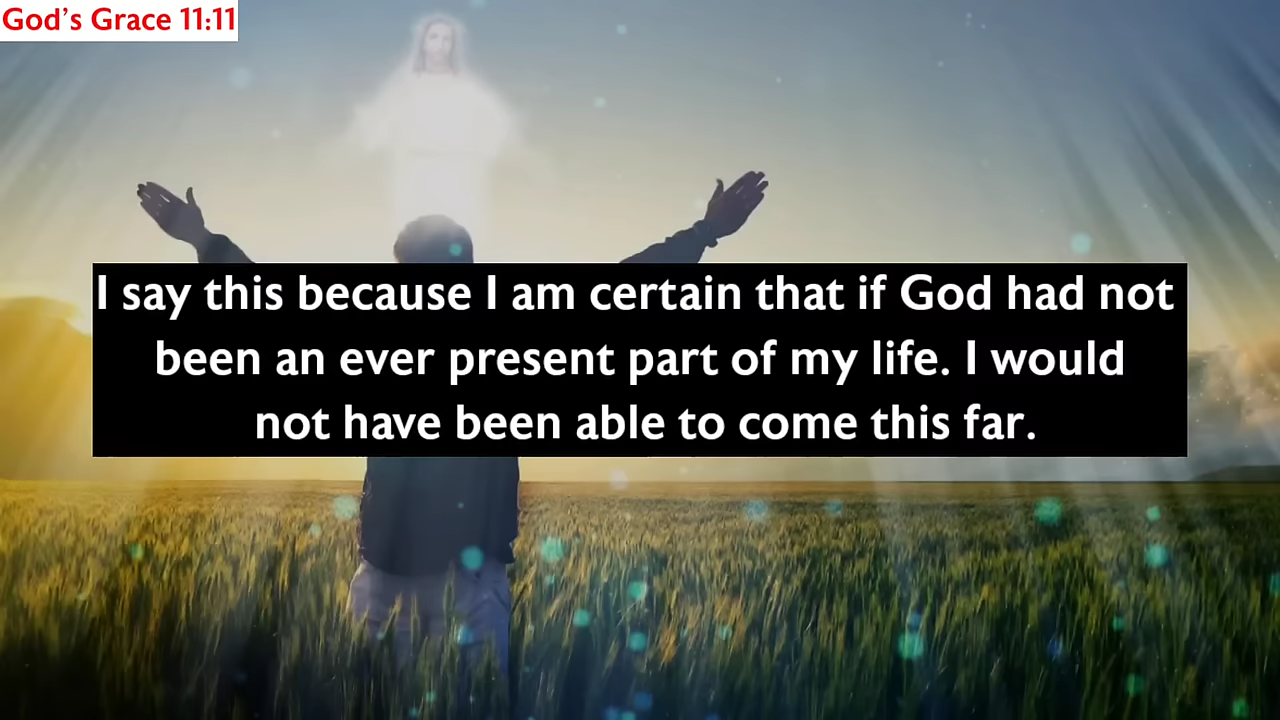 God's Grace 11:11
I say this because I am certain that if God had not
been an ever present part of my life. I would
not have been able to come this far.